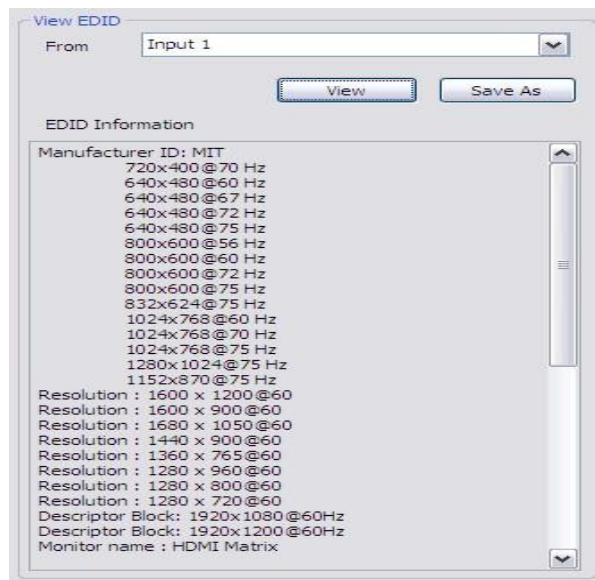 View EDID
From Input 1
View Save As
EDID Information
Manufacturer ID: MIT
720x400@70 Hz
640x480@60 Hz
640x480@67 Hz
640x480@72 Hz
640x480@75 Hz
800x600@56 Hz
800x600@60 Hz
800x600@72 Hz
800x600@75 Hz
832x624@75 Hz
1024x768@60 Hz
1024x768@70 Hz
1024x768@75 Hz
1280x1024@75 Hz
1152x870@75 Hz
Resolution : 1600 x 1200@60
Resolution : 1600 x 900@60
Resolution : 1680 x 1050@60
Resolution : 1440 x 900@60
Resolution : 1360 x 765@60
Resolution : 1280 x 960@60
Resolution : 1280 x 800@60
Resolution : 1280 x 720@60
Descriptor Block: 1920x1080@60Hz
Descriptor Block: 1920x1200@60Hz
Monitor name : HDMI Matrix